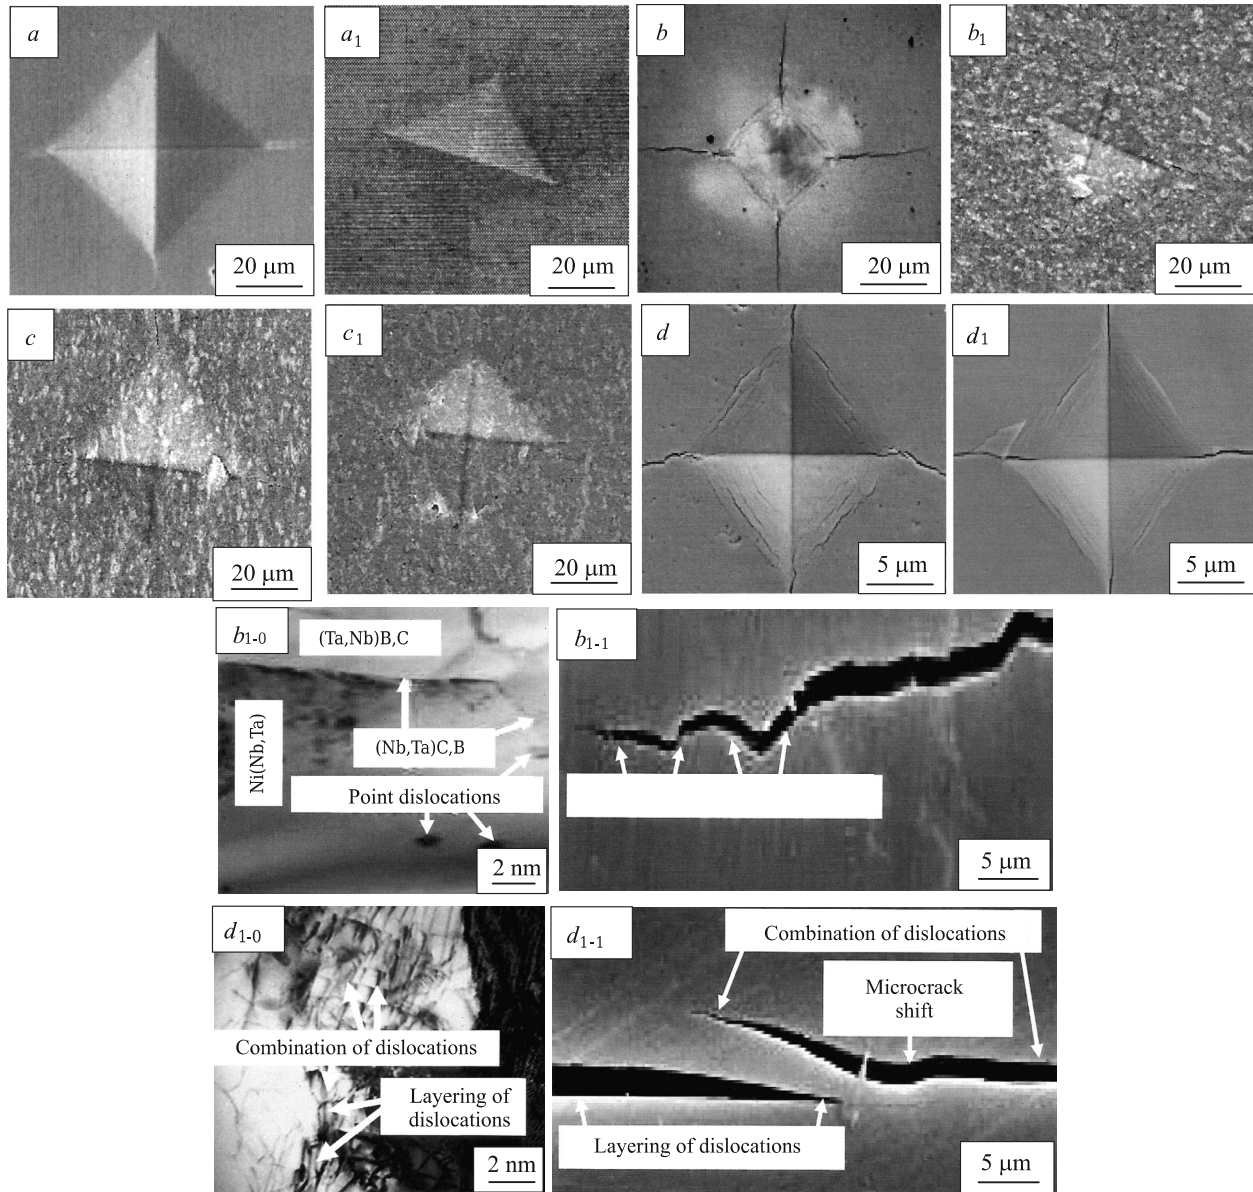 a
a1
b
b1
20 μm
20 μm
20 μm
20 μm
c
c1
d
d1
20 μm
20 μm
5 μm
5 μm
b1-0
(Ta,Nb)B,C
Ni(Nb,Ta)
(Nb,Ta)C,B
Point dislocations
2 nm
b1-1
5 μm
d1-0
Combination of dislocations
Layering of
dislocations
2 nm
d1-1
Combination of dislocations
Microcrack
shift
Layering of dislocations
5 μm